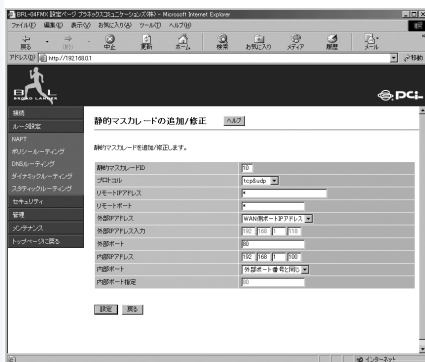 BRL-04FMX 設定ページ プラネックスコミュニケーションズ(株) - Microsoft Internet Explorer
ファイル(F) 編集(E) 表示(V) お気に入り(A) ツール(T) ヘルプ(H)
戻る 中止 更新 ホーム 検索 お気に入り メディア 履歴 メール
アドレス(D) http://192.168.0.1 移動
BRL
BROAD LANNER
PCi
接続
ルータ設定
NAPT
ポリシールーティング
DNSルーティング
ダイナミックルーティング
スタティックルーティング
セキュリティ
管理
メンテナンス
トップページに戻る
静的マスカレードの追加/修正 ヘルプ
静的マスカレードを追加/修正します。
静的マスカレードID 10
プロトコル tcp&udp
リモートIPアドレス *
リモートポート *
外部IPアドレス WAN側ポートIPアドレス
外部IPアドレス入力 192 168 1 110
外部ポート 80
内部IPアドレス 192 168 1 100
内部ポート 外部ポート番号と同じ
内部ポート指定 80
設定 戻る
インターネット